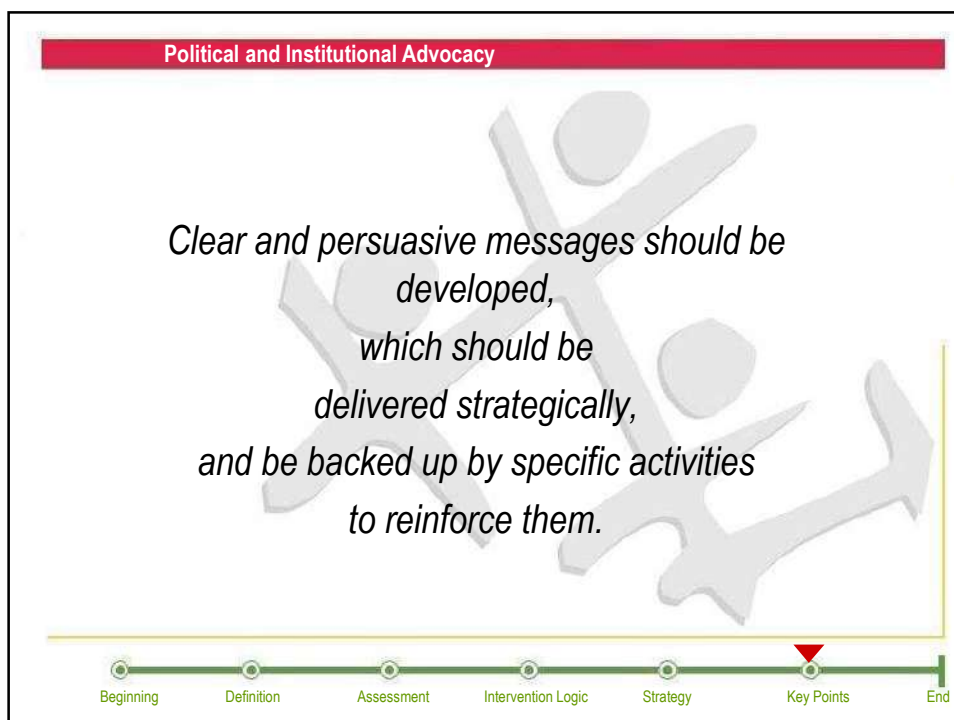 Political and Institutional Advocacy
Clear and persuasive messages should be
developed,
which should be
delivered strategically,
and be backed up by specific activities
to reinforce them.
Beginning
Definition
Assessment
Intervention Logic
Strategy
Key Points
End